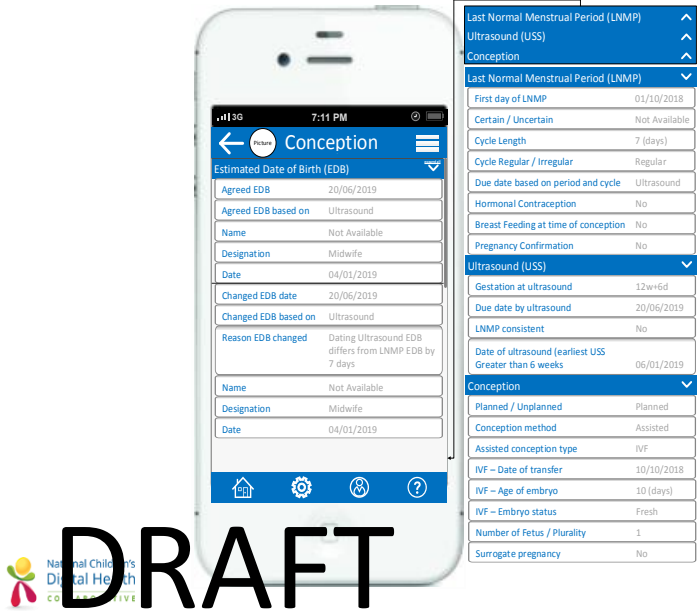 3G 7:11 PM
Picture Conception
Estimated Date of Birth (EDB)
Agreed EDB 20/06/2019
Agreed EDB based on Ultrasound
Name Not Available
Designation Midwife
Date 04/01/2019
Changed EDB date 20/06/2019
Changed EDB based on Ultrasound
Reason EDB changed Dating Ultrasound EDB
differs from LNMP EDB by
7 days
Name Not Available
Designation Midwife
Date 04/01/2019
?
Last Normal Menstrual Period (LNMP)
Ultrasound (USS)
Conception
Last Normal Menstrual Period (LNMP)
First day of LNMP 01/10/2018
Certain / Uncertain Not Available
Cycle Length 7 (days)
Cycle Regular / Irregular Regular
Due date based on period and cycle Ultrasound
Hormonal Contraception No
Breast Feeding at time of conception No
Pregnancy Confirmation No
Ultrasound (USS)
Gestation at ultrasound 12w+6d
Due date by ultrasound 20/06/2019
LNMP consistent No
Date of ultrasound (earliest USS
Greater than 6 weeks 06/01/2019
Conception
Planned / Unplanned Planned
Conception method Assisted
Assisted conception type IVF
IVF – Date of transfer 10/10/2018
IVF – Age of embryo 10 (days)
IVF – Embryo status Fresh
Number of Fetus / Plurality 1
Surrogate pregnancy No
DRAFT
National Children's
Digital Health
COLLABORATIVE